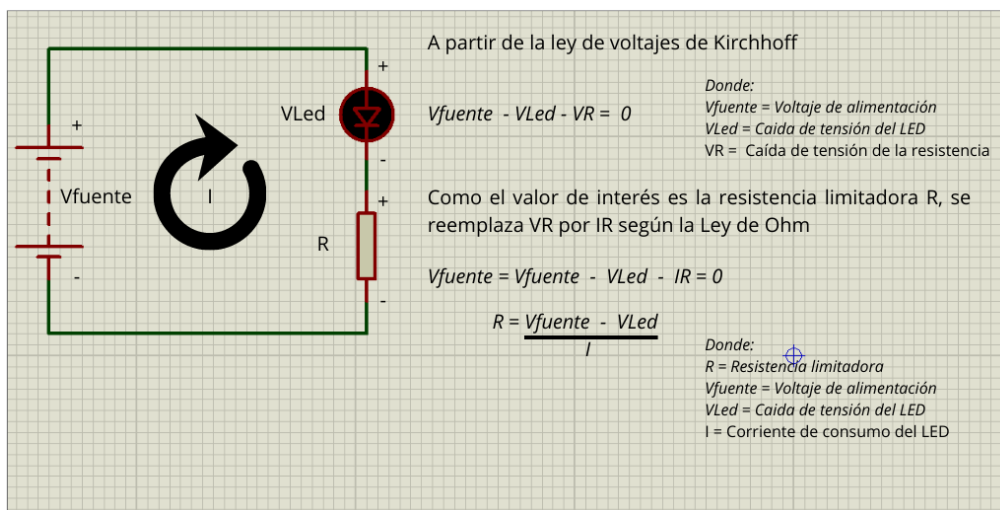 +
VLed
-
+
Vfuente
I
+
R
-
-
A partir de la ley de voltajes de Kirchhoff
Vfuente - VLed - VR = 0
Donde:
Vfuente = Voltaje de alimentación
VLed = Caida de tensión del LED
VR = Caída de tensión de la resistencia
Como el valor de interés es la resistencia limitadora R, se
reemplaza VR por IR según la Ley de Ohm
Vfuente = Vfuente - VLed - IR = 0
R = Vfuente - VLed
I
Donde:
R = Resistencia limitadora
Vfuente = Voltaje de alimentación
VLed = Caida de tensión del LED
I = Corriente de consumo del LED